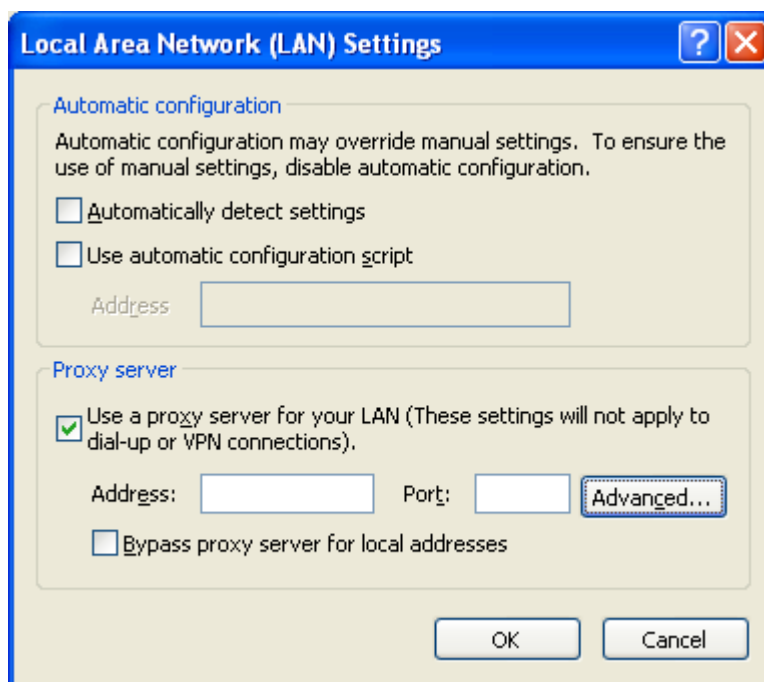 Local Area Network (LAN) Settings
Automatic configuration
Automatic configuration may override manual settings. To ensure the
use of manual settings, disable automatic configuration.
Automatically detect settings
Use automatic configuration script
Address
Proxy server
Use a proxy server for your LAN (These settings will not apply to
dial-up or VPN connections).
Address: Port: Advanced...
Bypass proxy server for local addresses
OK Cancel